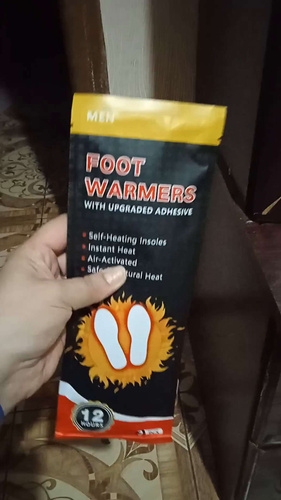 MEN
FOOT
WARMERS
WITH UPGRADED ADHESIVE
Self-Heating Insoles
Instant Heat
Air-Activated
Heat
12
HOURS